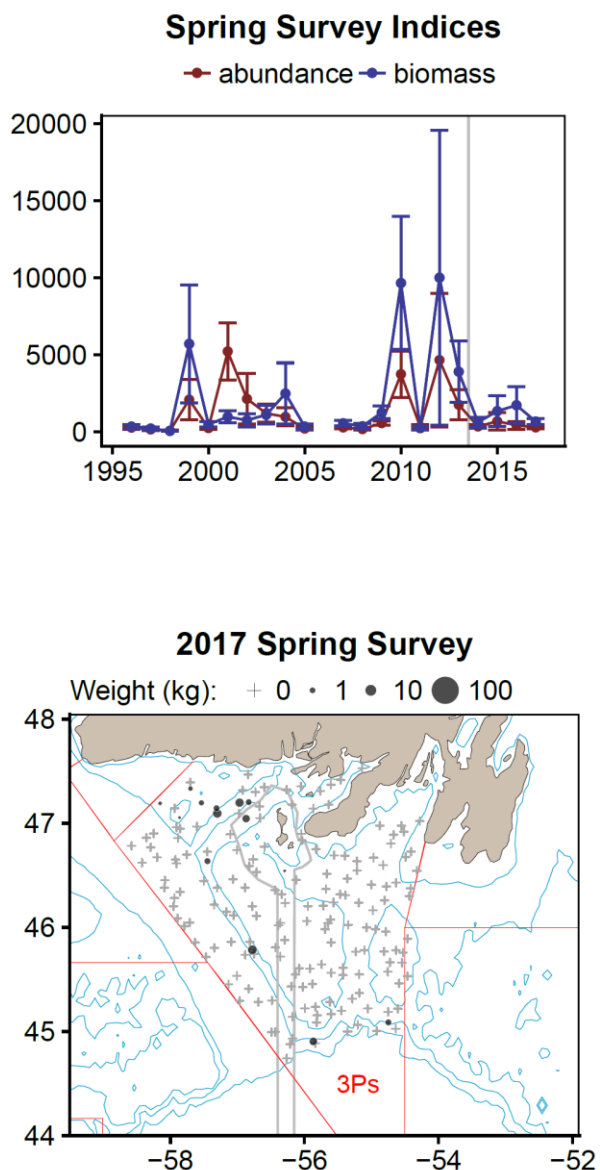 Spring Survey Indices
abundance biomass
20000
15000
10000
5000
0
1995 2000 2005 2010 2015
2017 Spring Survey
Weight (kg): 0 1 10 100
48
47
46
45
44
3Ps
−58 −56 −54 −52